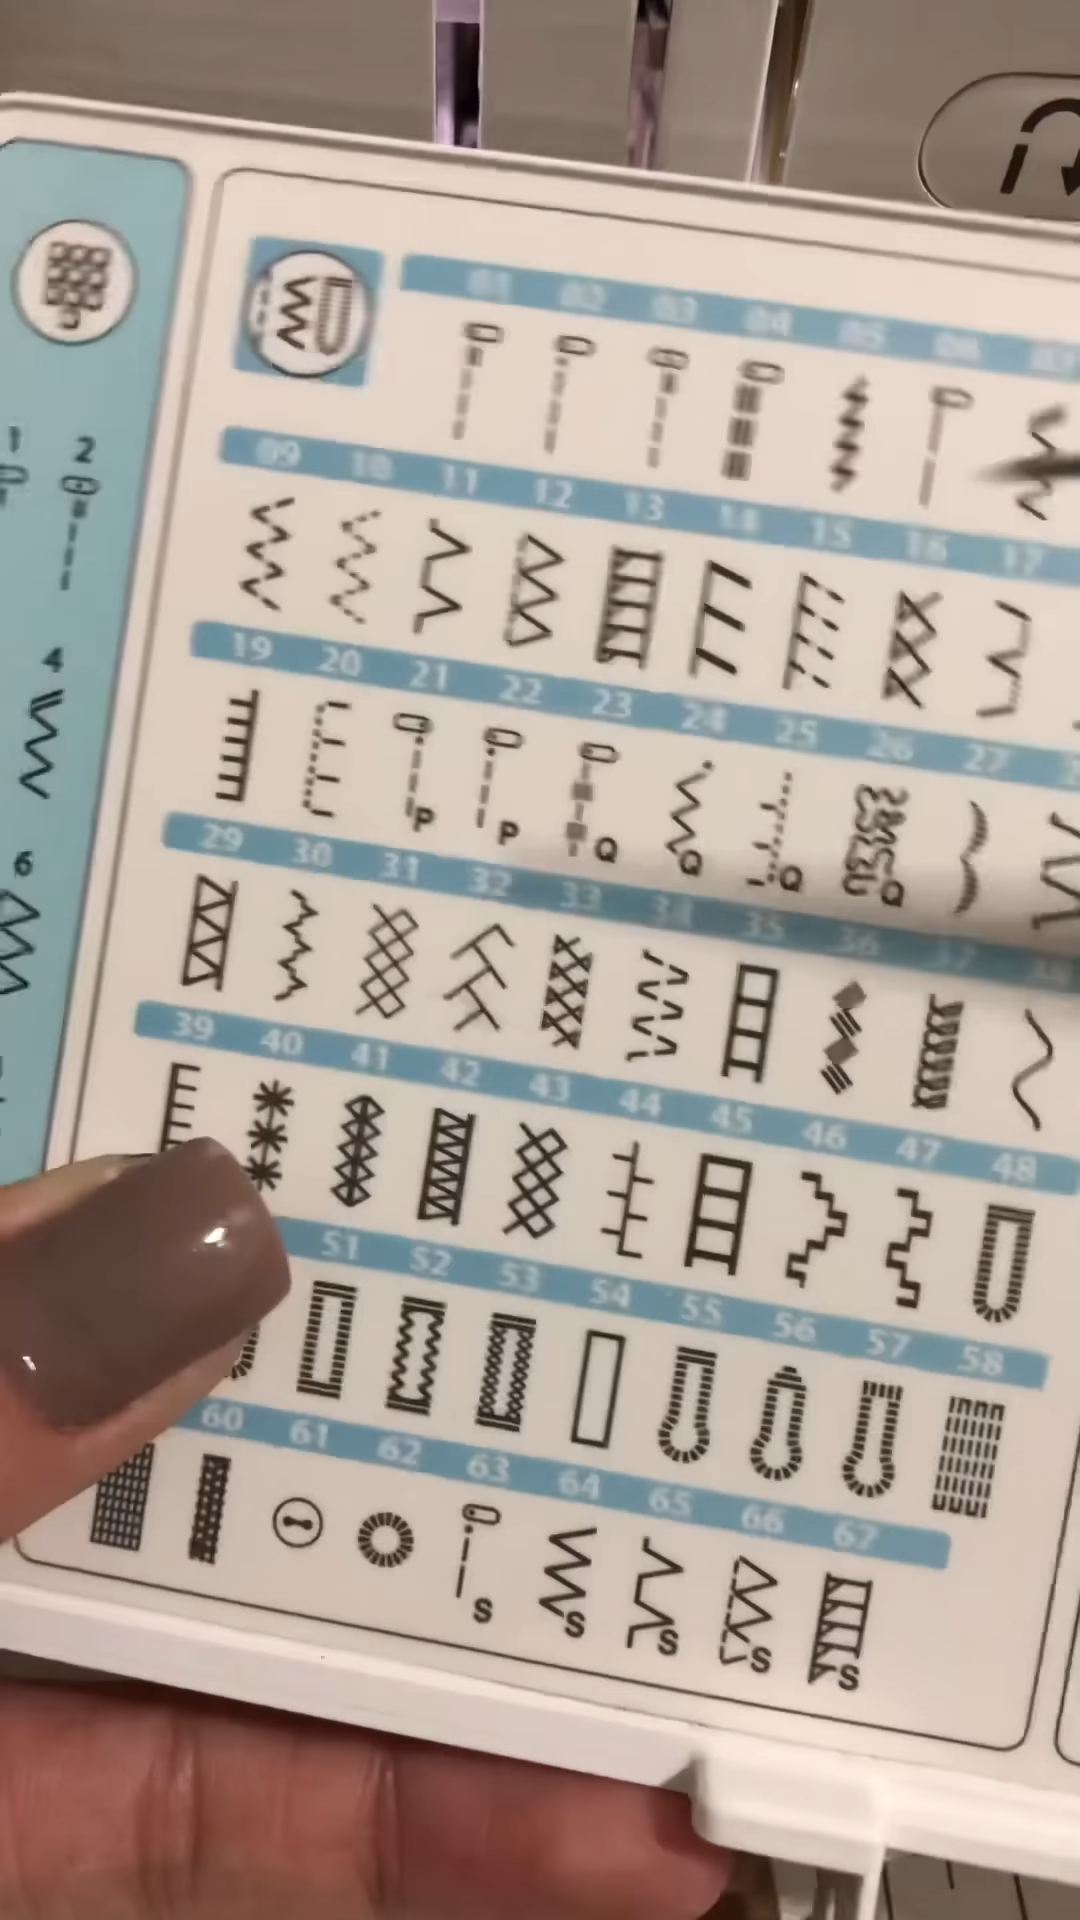 01 02 03 04 05 06 07
1 2
09 10 11 12 13 14 15 16 17
4
19 20 21 22 23 24 25 26 27
P P Q Q Q Q
6
29 30 31 32 33 34 35 36 37 38
39 40 41 42 43 44 45 46 47 48
51 52 53 54 55 56 57 58
60 61 62 63 64 65 66 67
S S S S S